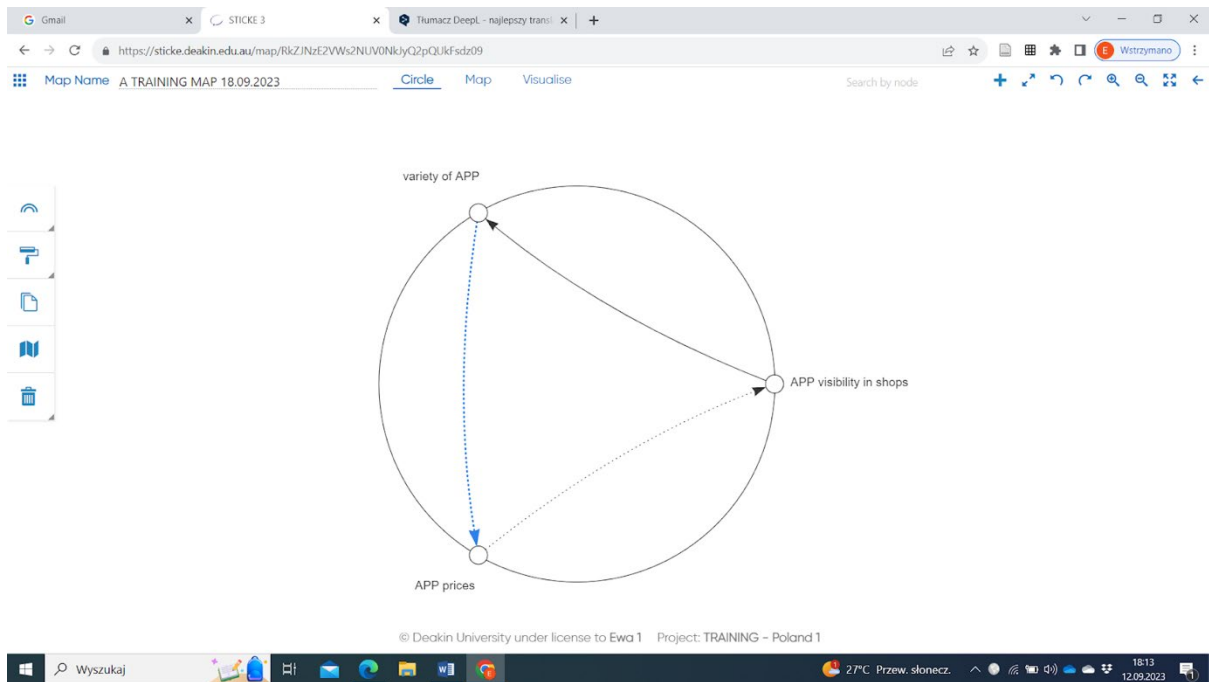 Gmail
STICKE 3
Tłumacz DeepL - najlepszy transl
https://sticke.deakin.edu.au/map/RkZJNzE2VWs2NUV0NkJyQ2pQUkFsdz09
E Wstrzymano
Map Name A TRAINING MAP 18.09.2023 Circle Map Visualise Search by node
variety of APP
APP visibility in shops
APP prices
© Deakin University under license to Ewa 1 Project: TRAINING - Poland 1
Wyszukaj
27°C Przew. słonecz.
18:13
12.09.2023